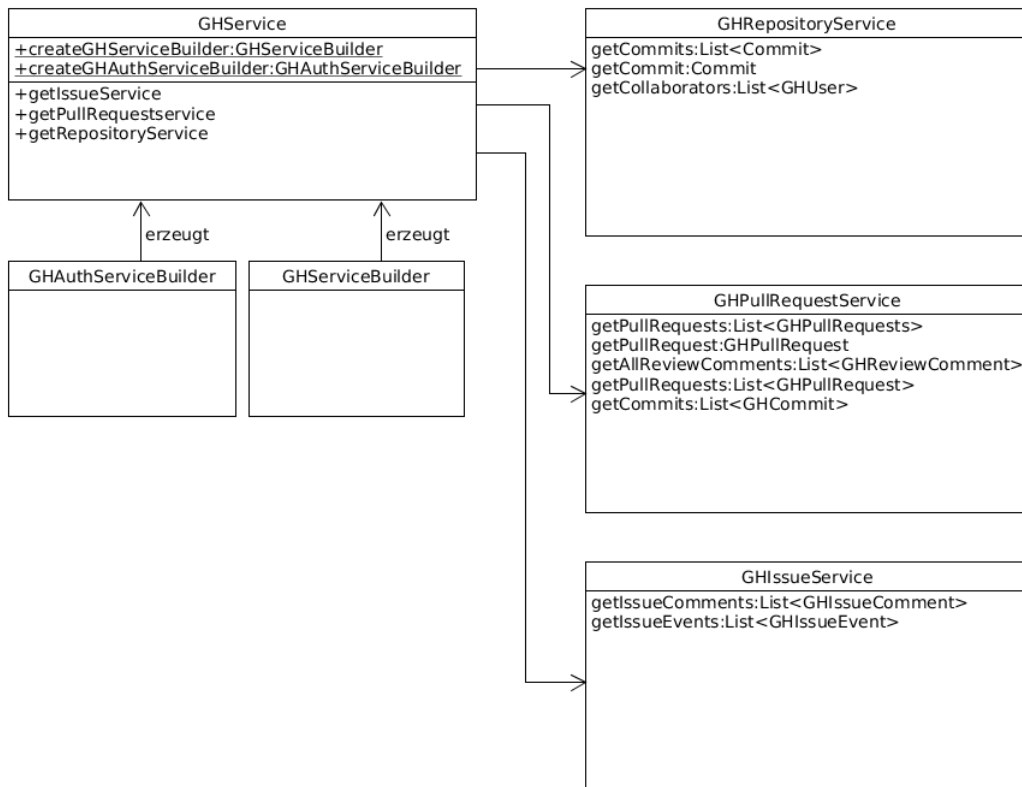 GHService
+createGHServiceBuilder:GHServiceBuilder
+createGHAuthServiceBuilder:GHAuthServiceBuilder
+getIssueService
+getPullRequestservice
+getRepositoryService
erzeugt
erzeugt
GHAuthServiceBuilder
GHServiceBuilder
GHRepositoryService
getCommits:List<Commit>
getCommit:Commit
getCollaborators:List<GHUser>
GHPullRequestService
getPullRequests:List<GHPullRequests>
getPullRequest:GHPullRequest
getAllReviewComments:List<GHReviewComment>
getPullRequests:List<GHPullRequest>
getCommits:List<GHCommit>
GHIssueService
getIssueComments:List<GHIssueComment>
getIssueEvents:List<GHIssueEvent>